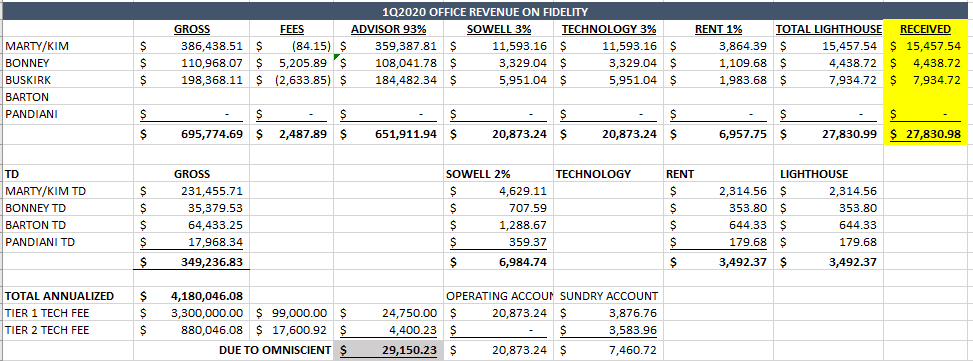 1Q2020 OFFICE REVENUE ON FIDELITY
GROSS FEES ADVISOR 93% SOWELL 3% TECHNOLOGY 3% RENT 1% TOTAL LIGHTHOUSE RECEIVED
MARTY/KIM $ 386,438.51 $ (84.15) $ 359,387.81 $ 11,593.16 $ 11,593.16 $ 3,864.39 $ 15,457.54 $ 15,457.54
BONNEY $ 110,968.07 $ 5,205.89 $ 108,041.78 $ 3,329.04 $ 3,329.04 $ 1,109.68 $ 4,438.72 $ 4,438.72
BUSKIRK $ 198,368.11 $ (2,633.85) $ 184,482.34 $ 5,951.04 $ 5,951.04 $ 1,983.68 $ 7,934.72 $ 7,934.72
BARTON
PANDIANI $ - $ - $ - $ - $ - $ - $ - $ -
$ 695,774.69 $ 2,487.89 $ 651,911.94 $ 20,873.24 $ 20,873.24 $ 6,957.75 $ 27,830.99 $ 27,830.98
TD GROSS SOWELL 2% TECHNOLOGY RENT LIGHTHOUSE
MARTY/KIM TD $ 231,455.71 $ 4,629.11 $ 2,314.56 $ 2,314.56
BONNEY TD $ 35,379.53 $ 707.59 $ 353.80 $ 353.80
BARTON TD $ 64,433.25 $ 1,288.67 $ 644.33 $ 644.33
PANDIANI TD $ 17,968.34 $ 359.37 $ 179.68 $ 179.68
$ 349,236.83 $ 6,984.74 $ 3,492.37 $ 3,492.37
TOTAL ANNUALIZED $ 4,180,046.08 OPERATING ACCOUN SUNDRY ACCOUNT
TIER 1 TECH FEE $ 3,300,000.00 $ 99,000.00 $ 24,750.00 $ 20,873.24 $ 3,876.76
TIER 2 TECH FEE $ 880,046.08 $ 17,600.92 $ 4,400.23 $ - $ 3,583.96
DUE TO OMNISCIENT $ 29,150.23 $ 20,873.24 $ 7,460.72